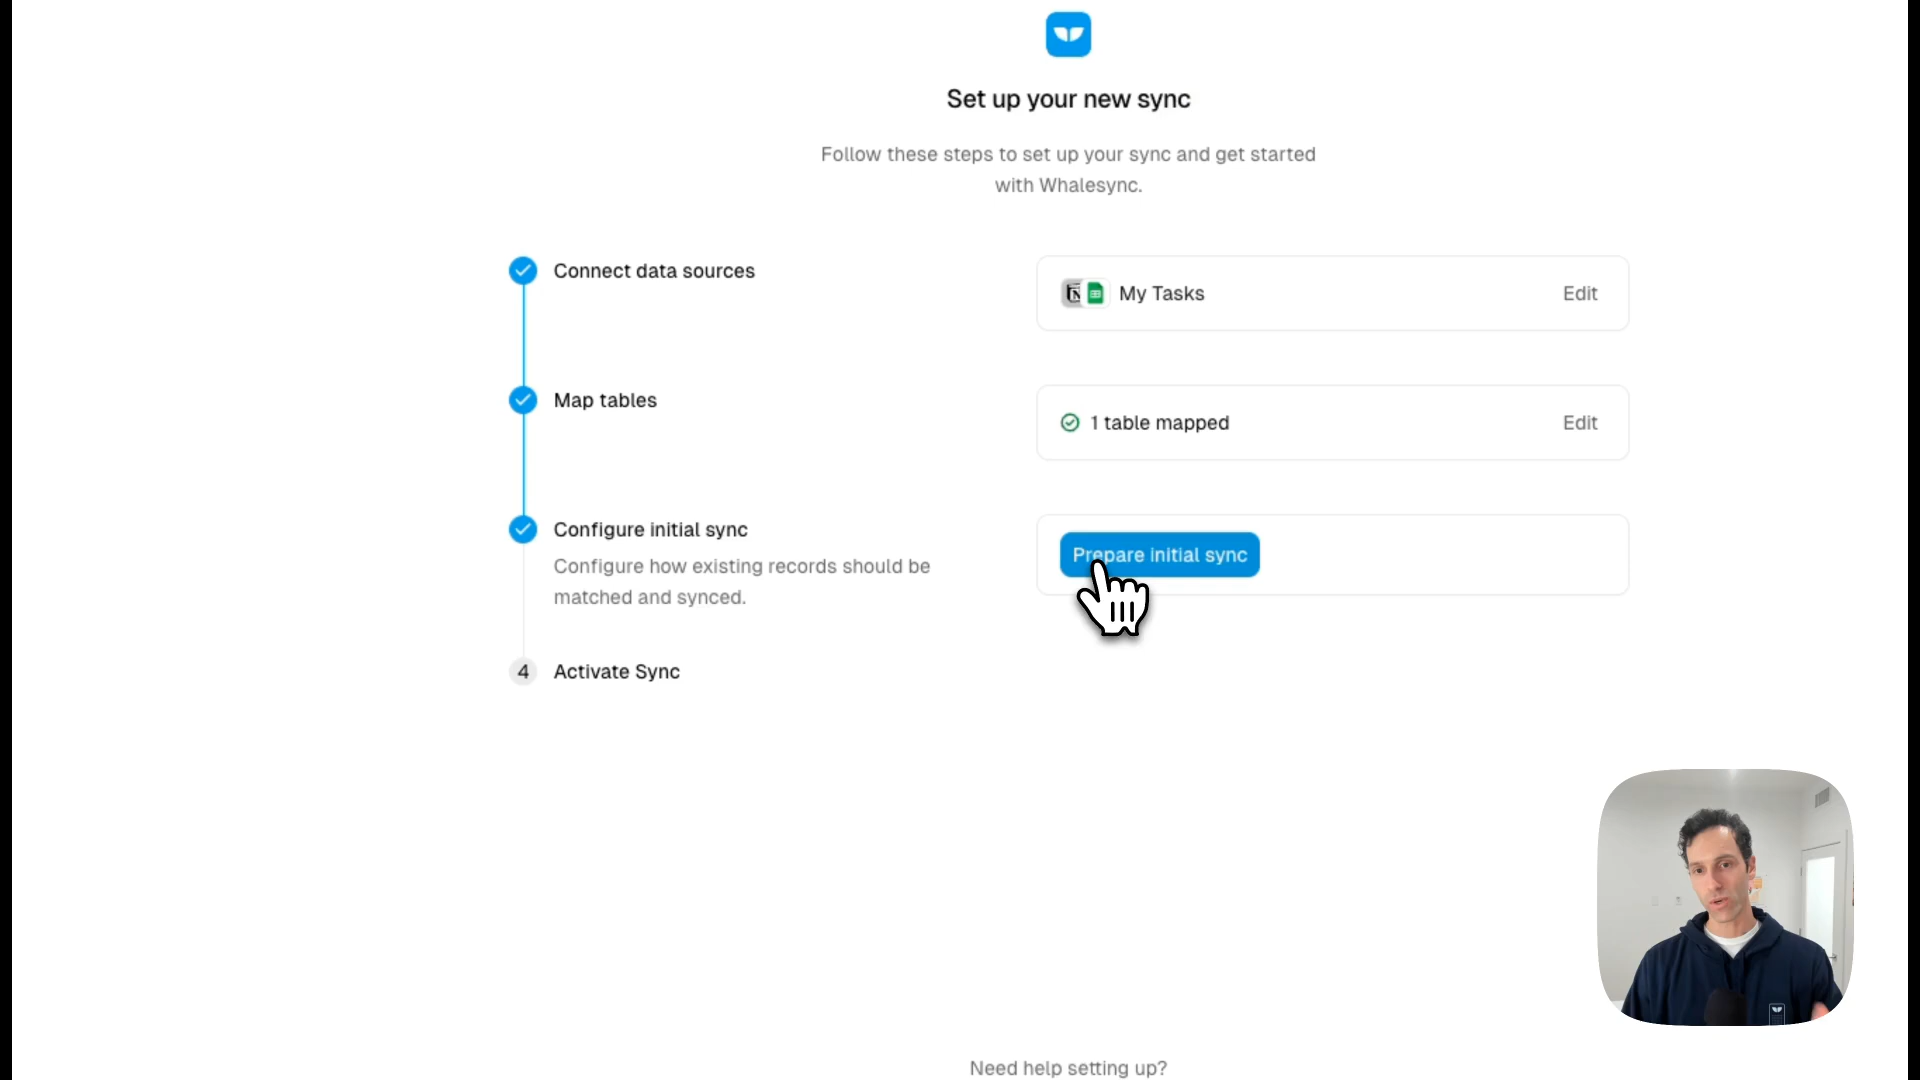 Set up your new sync
Follow these steps to set up your sync and get started
with Whalesync.
Connect data sources
My Tasks
Edit
Map tables
1 table mapped
Edit
Configure initial sync
Configure how existing records should be
matched and synced.
Prepare initial sync
4 Activate Sync
Need help setting up?